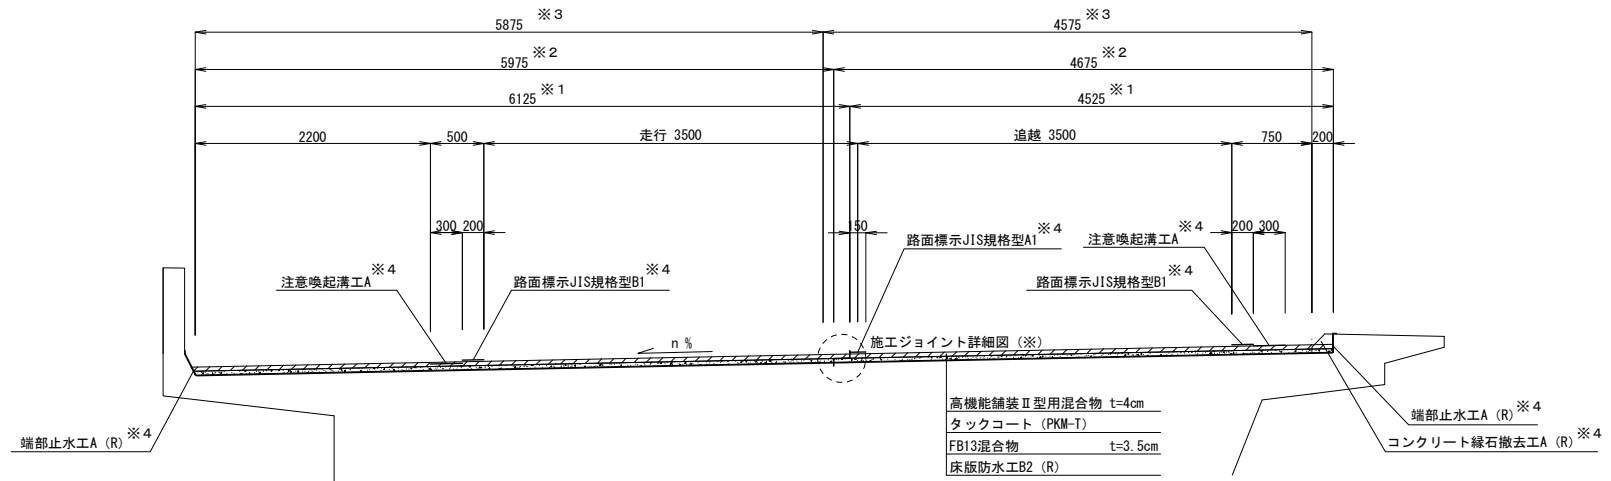 5875 ※3
4575 ※3
5975 ※2
4675 ※2
6125 ※1
4525 ※1
2200
500
走行 3500
追越 3500
750
200
300
200
150
200
300
路面標示JIS規格型A1 ※4
注意喚起溝工A ※4
注意喚起溝工A ※4
路面標示JIS規格型B1 ※4
路面標示JIS規格型B1 ※4
n %
施工ジョイント詳細図 (※)
高機能舗装Ⅱ型用混合物 t=4cm
タックコート (PKM-T)
FB13混合物 t=3.5cm
床版防水工B2 (R)
端部止水工A (R) ※4
端部止水工A (R) ※4
コンクリート縁石撤去工A (R) ※4